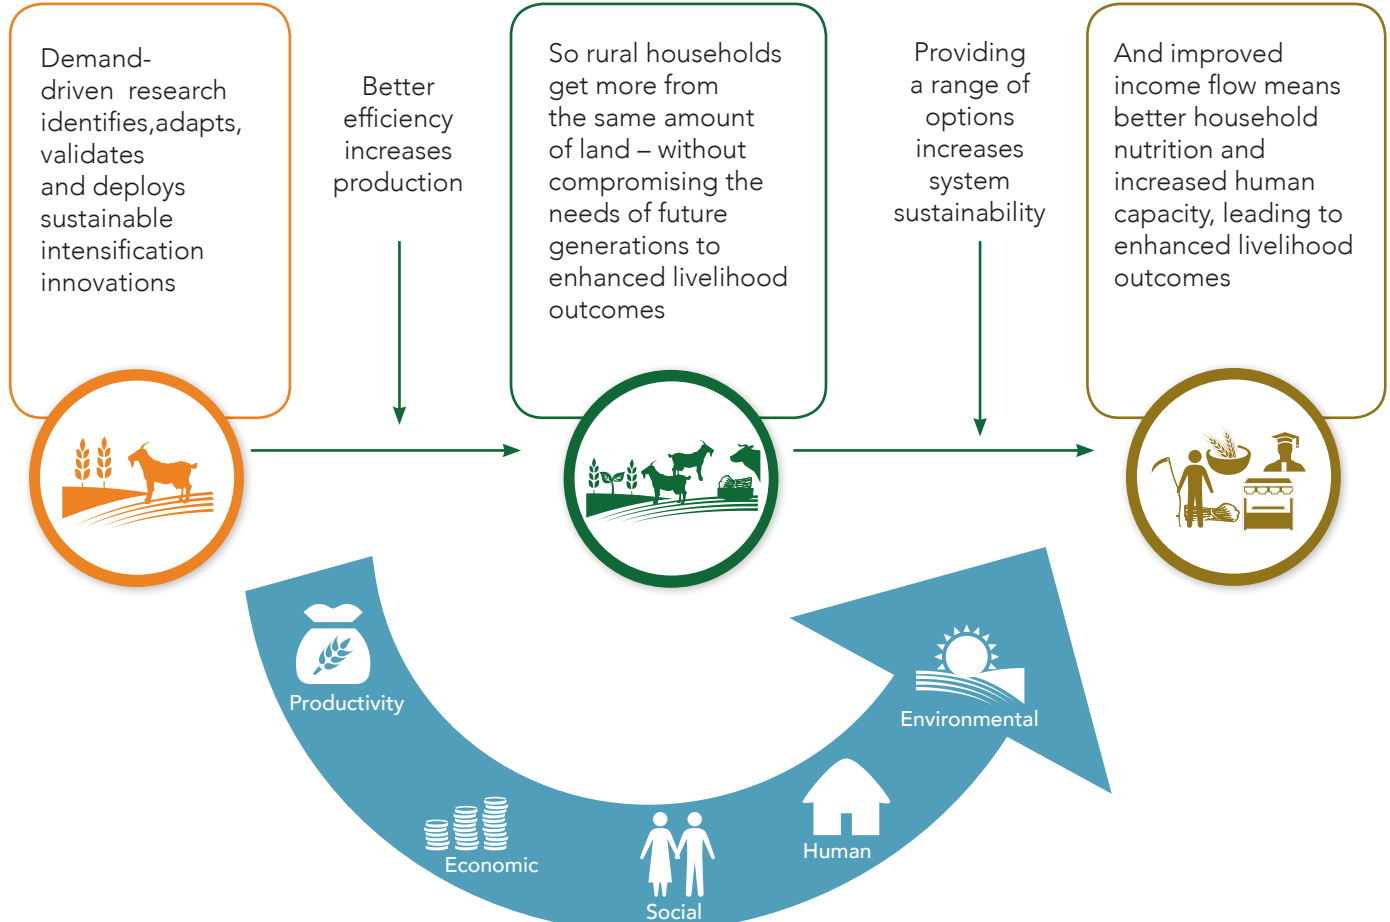 Demand-
driven research
identifies,adapts,
validates
and deploys
sustainable
intensification
innovations
Better
efficiency
increases
production
So rural households
get more from
the same amount
of land – without
compromising the
needs of future
generations to
enhanced livelihood
outcomes
Providing
a range of
options
increases
system
sustainability
And improved
income flow means
better household
nutrition and
increased human
capacity, leading to
enhanced livelihood
outcomes
Productivity
Economic
Social
Human
Environmental